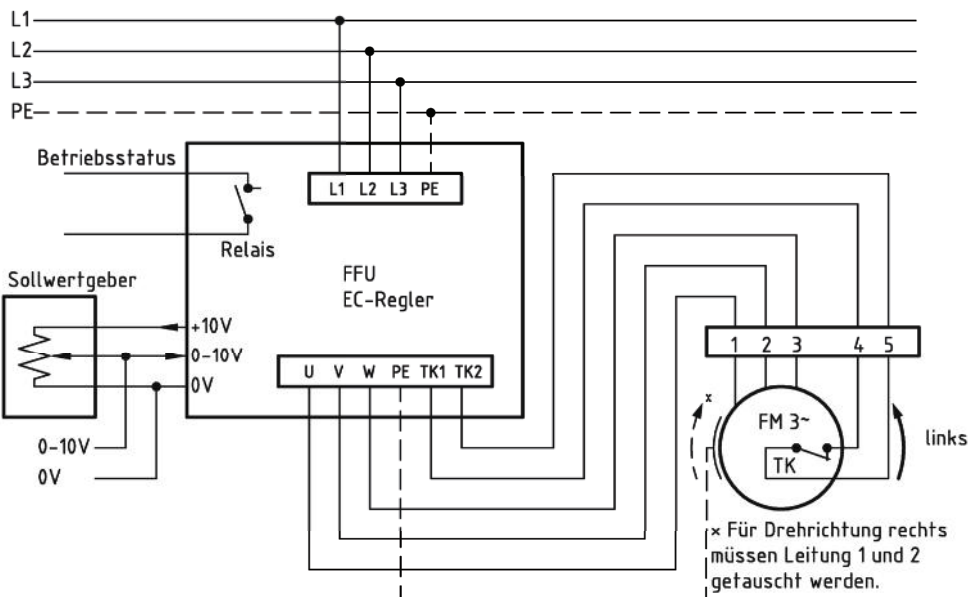 L1
L2
L3
PE
Betriebsstatus
L1 L2 L3 PE
Relais
Sollwertgeber
FFU
EC-Regler
+10V
0-10V
0V
U V W PE TK1 TK2
1 2 3 4 5
x
FM 3~
TK
links
0-10V
0V
× Für Drehrichtung rechts
müssen Leitung 1 und 2
getauscht werden.